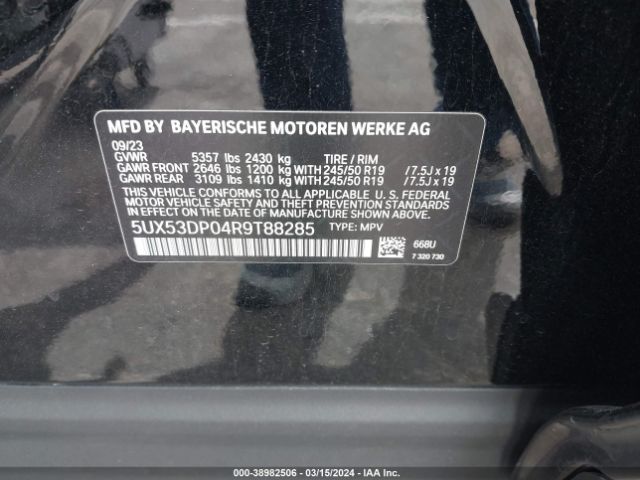 MFD BY BAYERISCHE MOTOREN WERKE AG
09/23
GVWR 5357 lbs 2430 kg TIRE / RIM
GAWR FRONT 2646 lbs 1200 kg WITH 245/50 R19 /7.5J x 19
GAWR REAR 3109 lbs 1410 kg WITH 245/50 R19 /7.5J x 19
THIS VEHICLE CONFORMS TO ALL APPLICABLE U.S. FEDERAL
MOTOR VEHICLE SAFETY AND THEFT PREVENTION STANDARDS IN EFFECT ON THE DATE OF MANUFACTURE SHOWN ABOVE.
5UX53DP04R9T88285 TYPE: MPV
668U
7 320 730
000-38982506 - 03/15/2024 - IAA Inc.